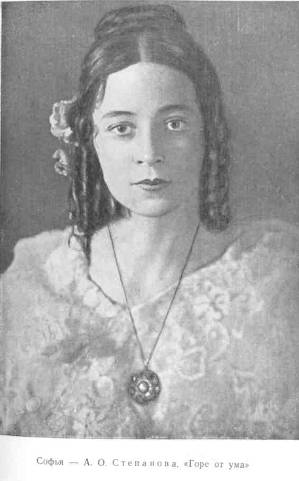 Софья — А. О. Степанова, «Горе от ума»